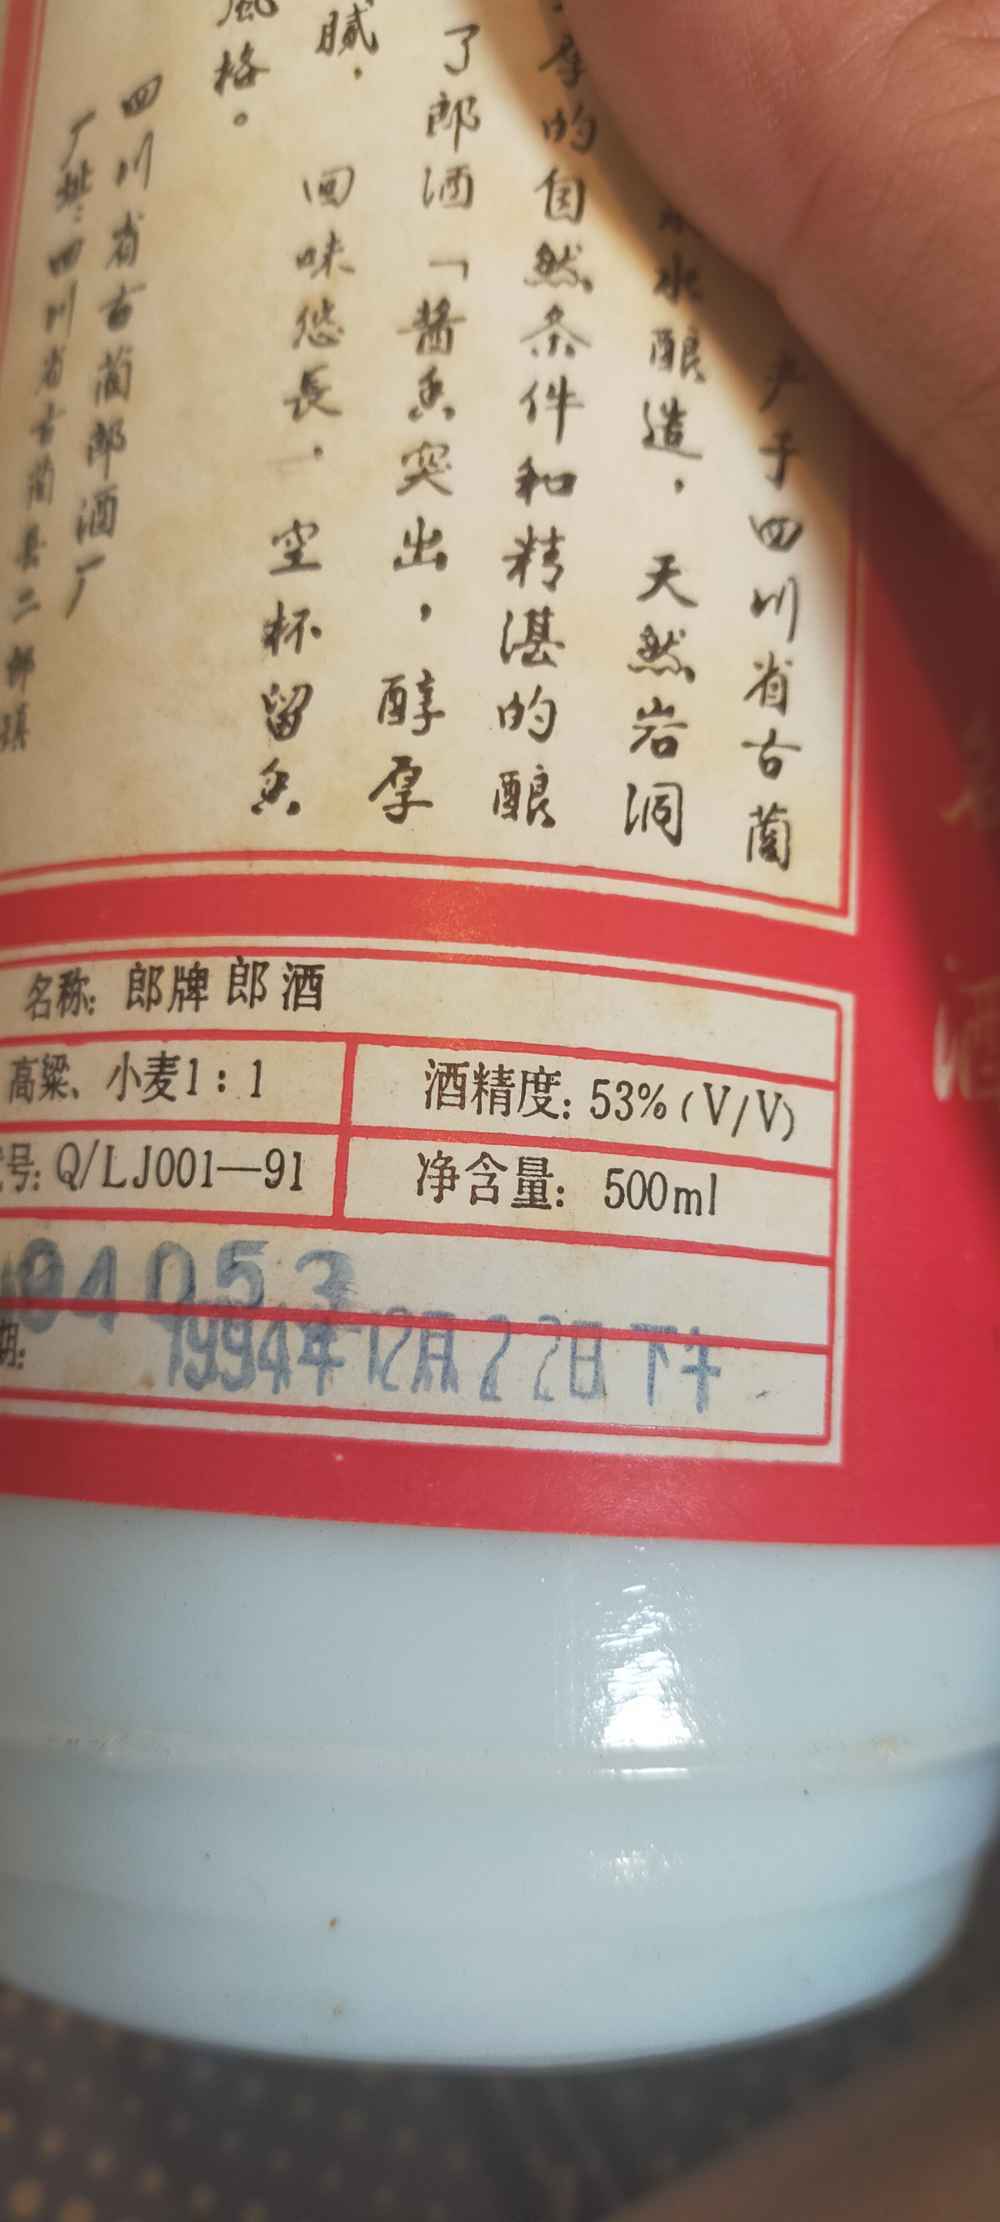 产于四川省古蔺
水酿造，天然岩洞
厚的自然条件和精湛的酿
了郎酒「酱香突出，醇厚
腻，回味悠長，空杯留香
風格。
四川省古蔺郎酒厂
厂址：四川省古蔺县二郎镇
名称：郎牌郎酒
高粱、小麦1：1
酒精度：53%(V/V)
号：Q/LJ001—91
净含量：500ml
94053
期：1994年12月22日下午
酒